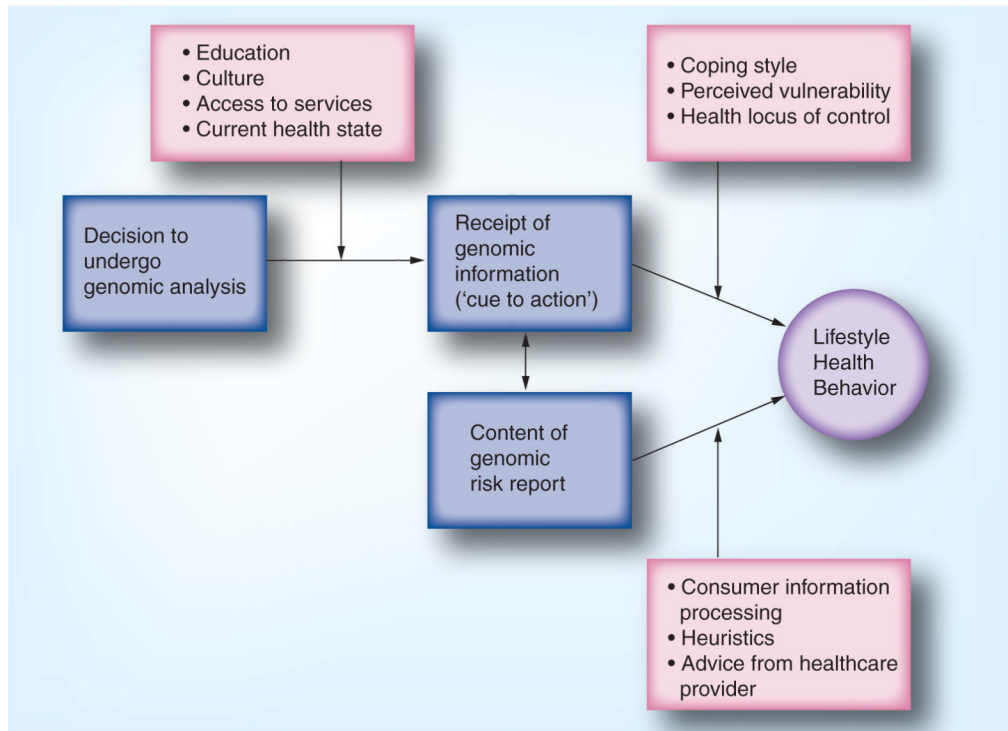 • Education
• Culture
• Access to services
• Current health state
• Coping style
• Perceived vulnerability
• Health locus of control
Decision to
undergo
genomic analysis
Receipt of
genomic
information
(‘cue to action’)
Lifestyle
Health
Behavior
Content of
genomic
risk report
• Consumer information
processing
• Heuristics
• Advice from healthcare
provider